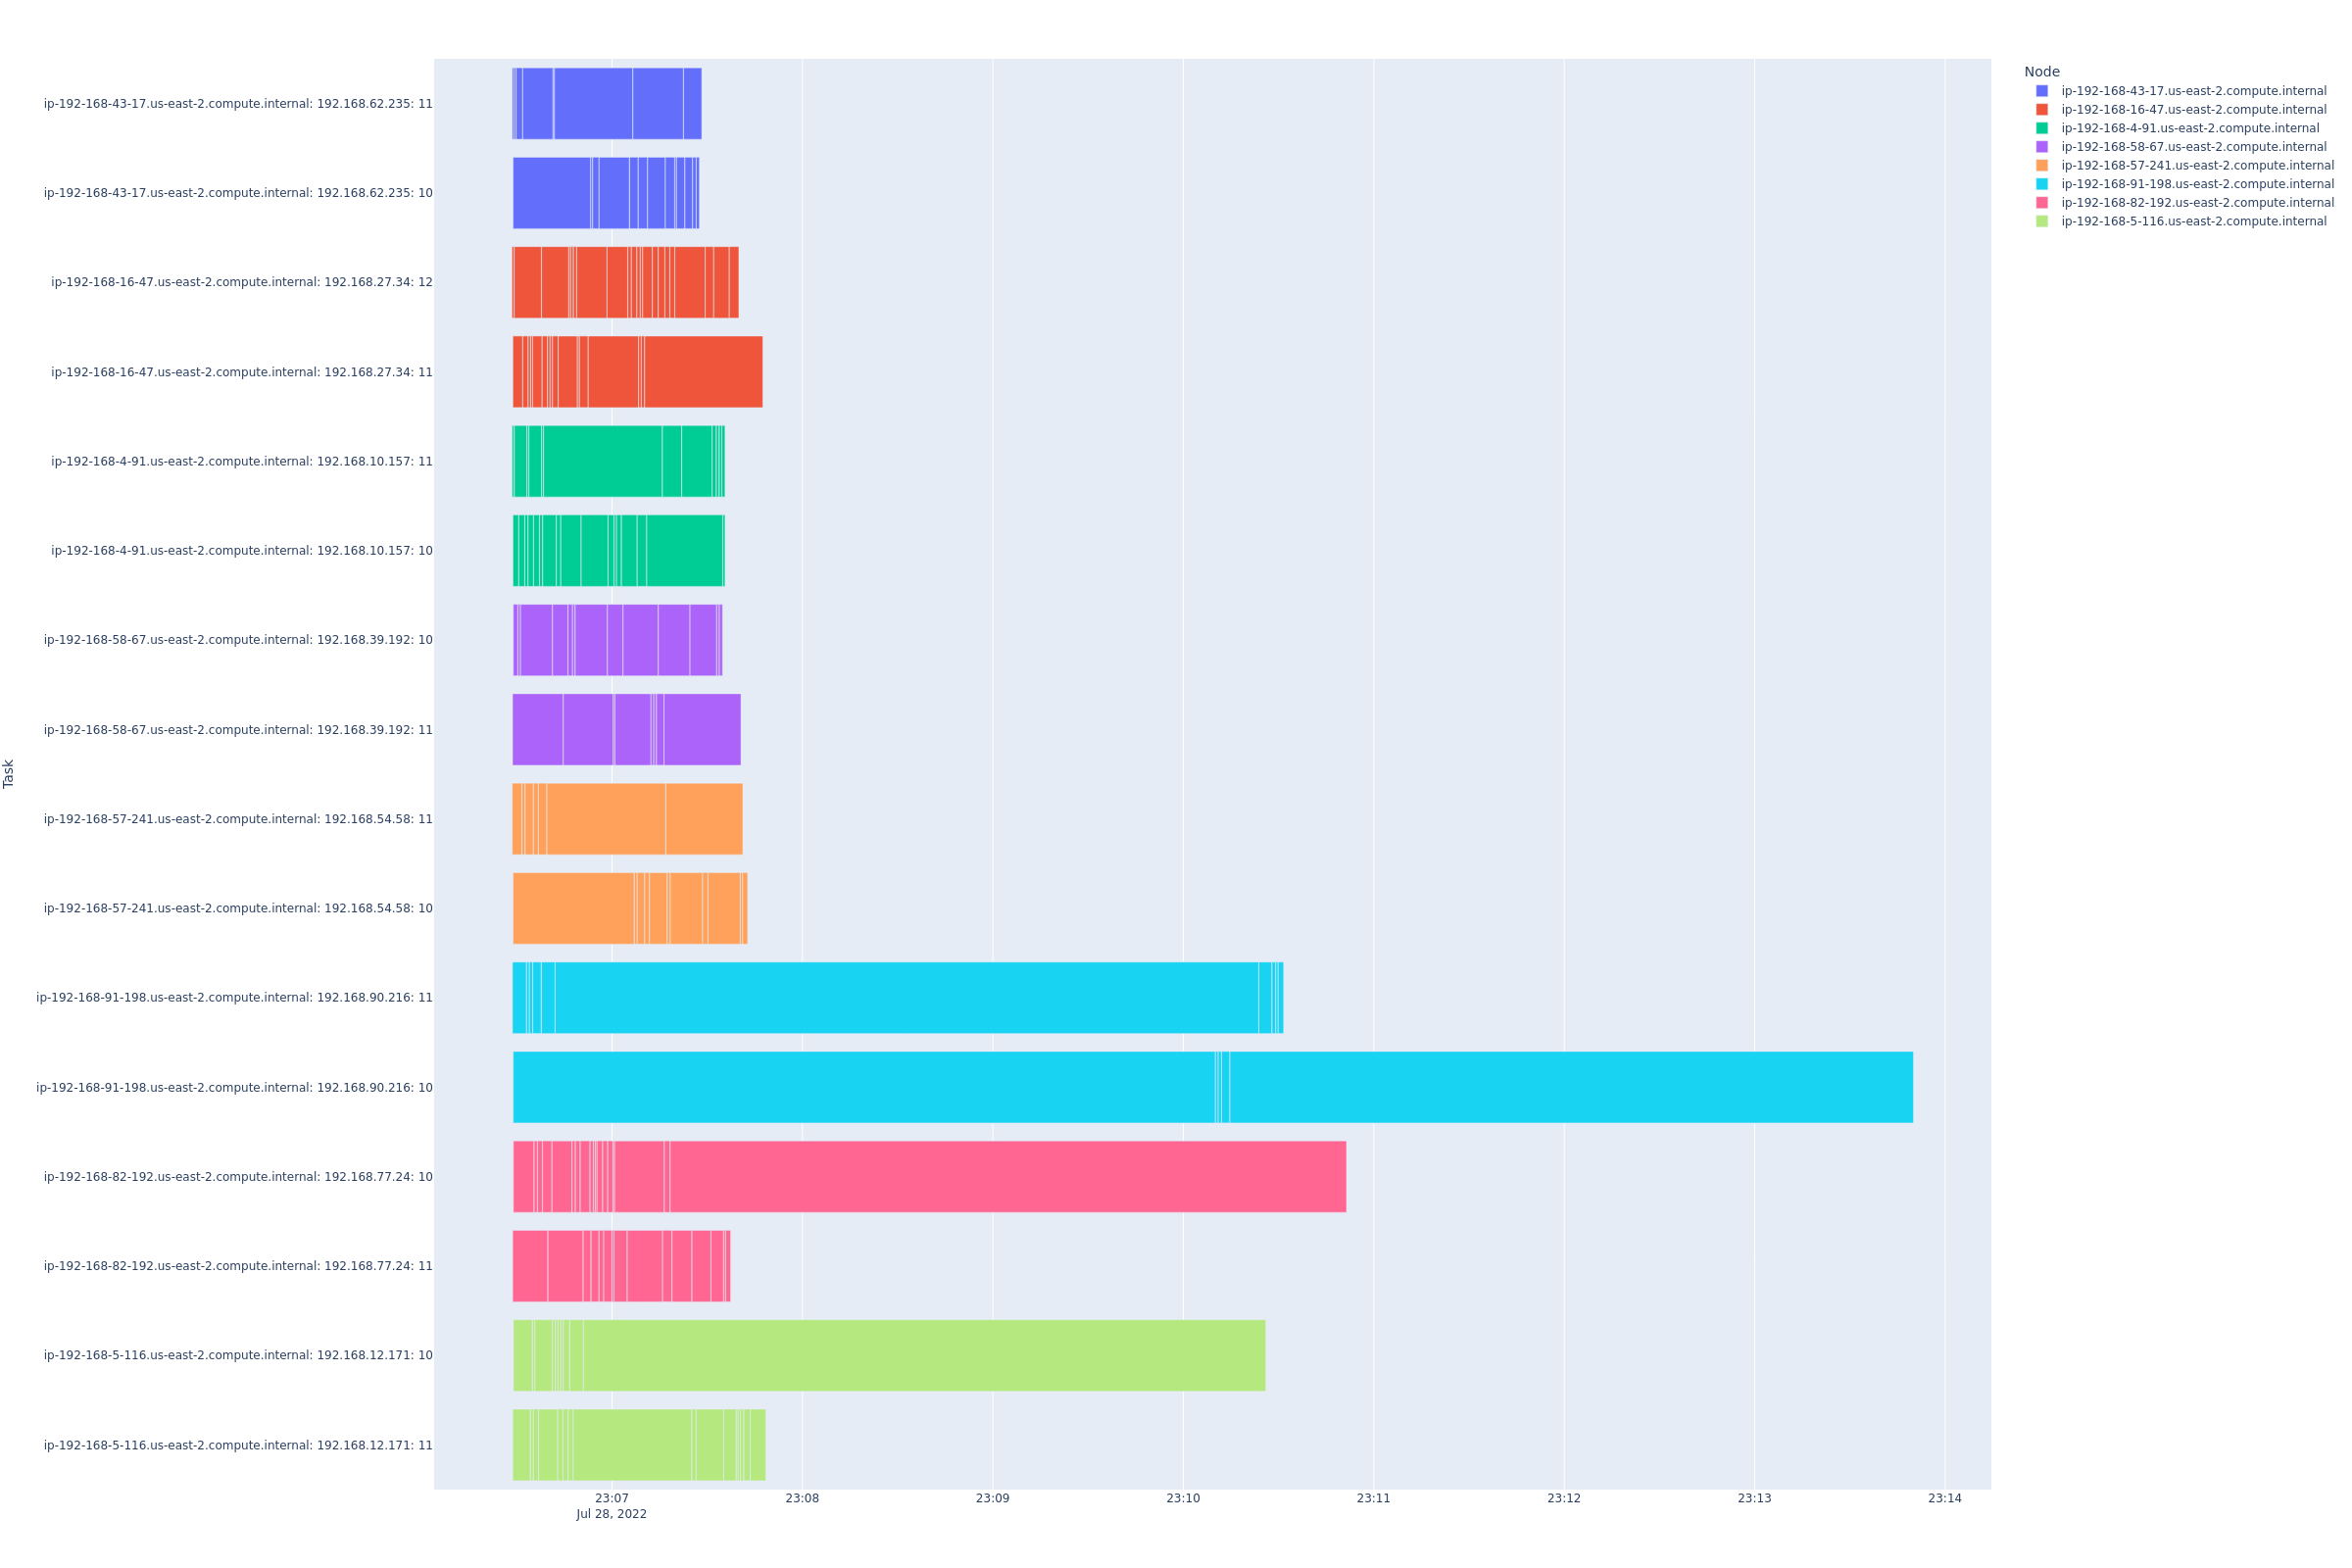 Node
ip-192-168-43-17.us-east-2.compute.internal
ip-192-168-16-47.us-east-2.compute.internal
ip-192-168-4-91.us-east-2.compute.internal
ip-192-168-58-67.us-east-2.compute.internal
ip-192-168-57-241.us-east-2.compute.internal
ip-192-168-91-198.us-east-2.compute.internal
ip-192-168-82-192.us-east-2.compute.internal
ip-192-168-5-116.us-east-2.compute.internal
ip-192-168-43-17.us-east-2.compute.internal: 192.168.62.235: 11
ip-192-168-43-17.us-east-2.compute.internal: 192.168.62.235: 10
ip-192-168-16-47.us-east-2.compute.internal: 192.168.27.34: 12
ip-192-168-16-47.us-east-2.compute.internal: 192.168.27.34: 11
ip-192-168-4-91.us-east-2.compute.internal: 192.168.10.157: 11
ip-192-168-4-91.us-east-2.compute.internal: 192.168.10.157: 10
ip-192-168-58-67.us-east-2.compute.internal: 192.168.39.192: 10
ip-192-168-58-67.us-east-2.compute.internal: 192.168.39.192: 11
Task
ip-192-168-57-241.us-east-2.compute.internal: 192.168.54.58: 11
ip-192-168-57-241.us-east-2.compute.internal: 192.168.54.58: 10
ip-192-168-91-198.us-east-2.compute.internal: 192.168.90.216: 11
ip-192-168-91-198.us-east-2.compute.internal: 192.168.90.216: 10
ip-192-168-82-192.us-east-2.compute.internal: 192.168.77.24: 10
ip-192-168-82-192.us-east-2.compute.internal: 192.168.77.24: 11
ip-192-168-5-116.us-east-2.compute.internal: 192.168.12.171: 10
ip-192-168-5-116.us-east-2.compute.internal: 192.168.12.171: 11
23:07 23:08 23:09 23:10 23:11 23:12 23:13 23:14
Jul 28, 2022